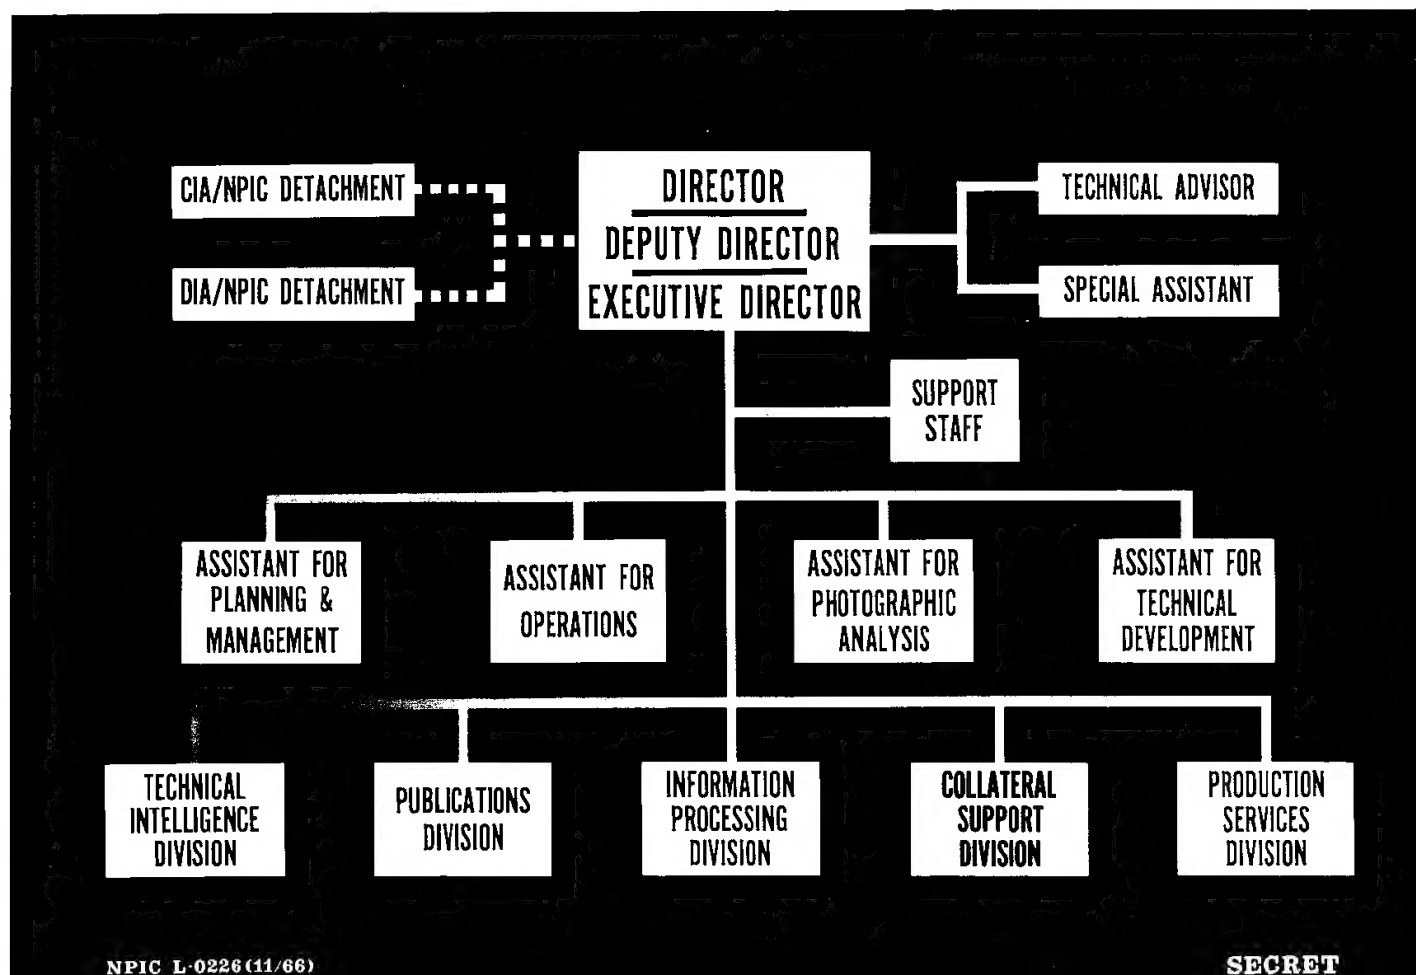 CIA/NPIC DETACHMENT
DIA/NPIC DETACHMENT
DIRECTOR
DEPUTY DIRECTOR
EXECUTIVE DIRECTOR
TECHNICAL ADVISOR
SPECIAL ASSISTANT
SUPPORT
STAFF
ASSISTANT FOR
PLANNING &
MANAGEMENT
ASSISTANT FOR
OPERATIONS
ASSISTANT FOR
PHOTOGRAPHIC
ANALYSIS
ASSISTANT FOR
TECHNICAL
DEVELOPMENT
TECHNICAL
INTELLIGENCE
DIVISION
PUBLICATIONS
DIVISION
INFORMATION
PROCESSING
DIVISION
COLLATERAL
SUPPORT
DIVISION
PRODUCTION
SERVICES
DIVISION
NPIC L-0226 (11/66)
SECRET